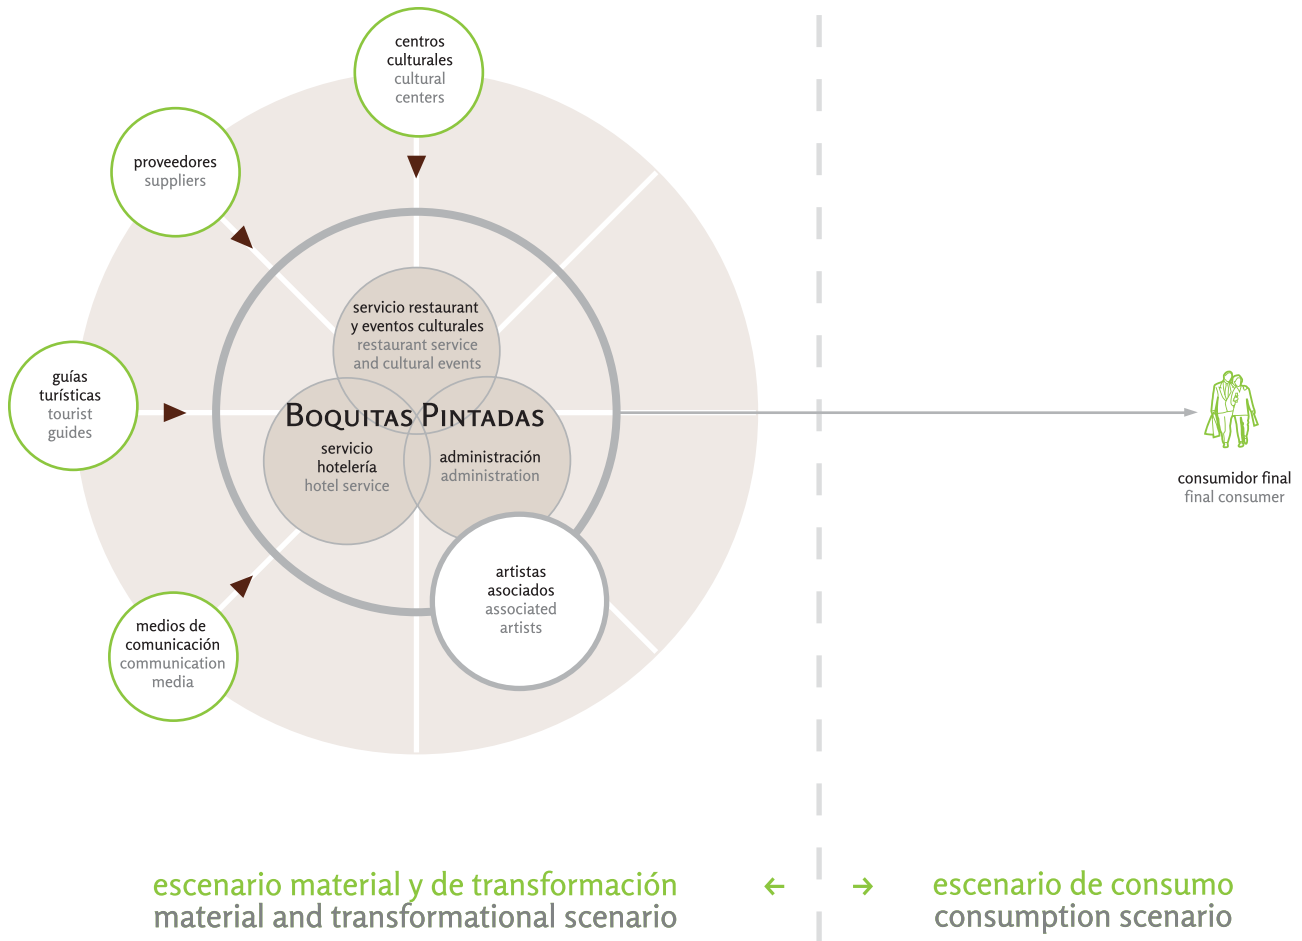 centros
culturales
cultural
centers
proveedores
suppliers
guías
turísticas
tourist
guides
servicio restaurant
y eventos culturales
restaurant service
and cultural events
BOQUITAS PINTADAS
servicio
hotelería
hotel service
administración
administration
consumidor final
final consumer
artistas
asociados
associated
artists
medios de
comunicación
communication
media
escenario material y de transformación
material and transformational scenario
escenario de consumo
consumption scenario